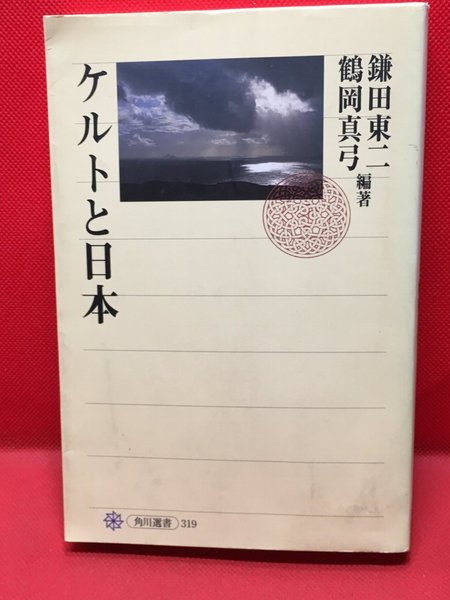 鎌田東二
鶴岡真弓 編著
ケルトと日本
角川選書 319